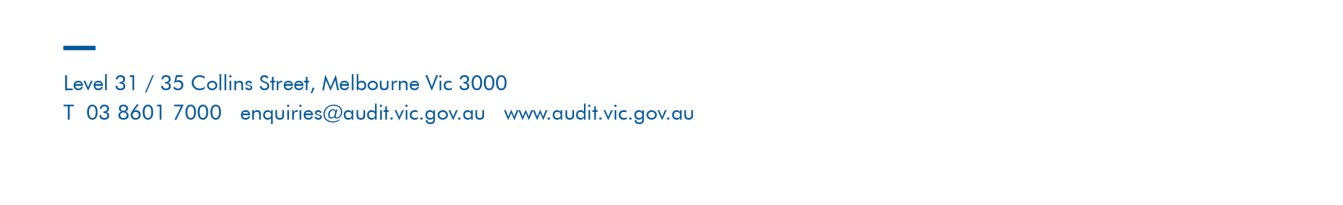 Level 31 / 35 Collins Street, Melbourne Vic 3000
T  03 8601 7000   enquiries@audit.vic.gov.au   www.audit.vic.gov.au